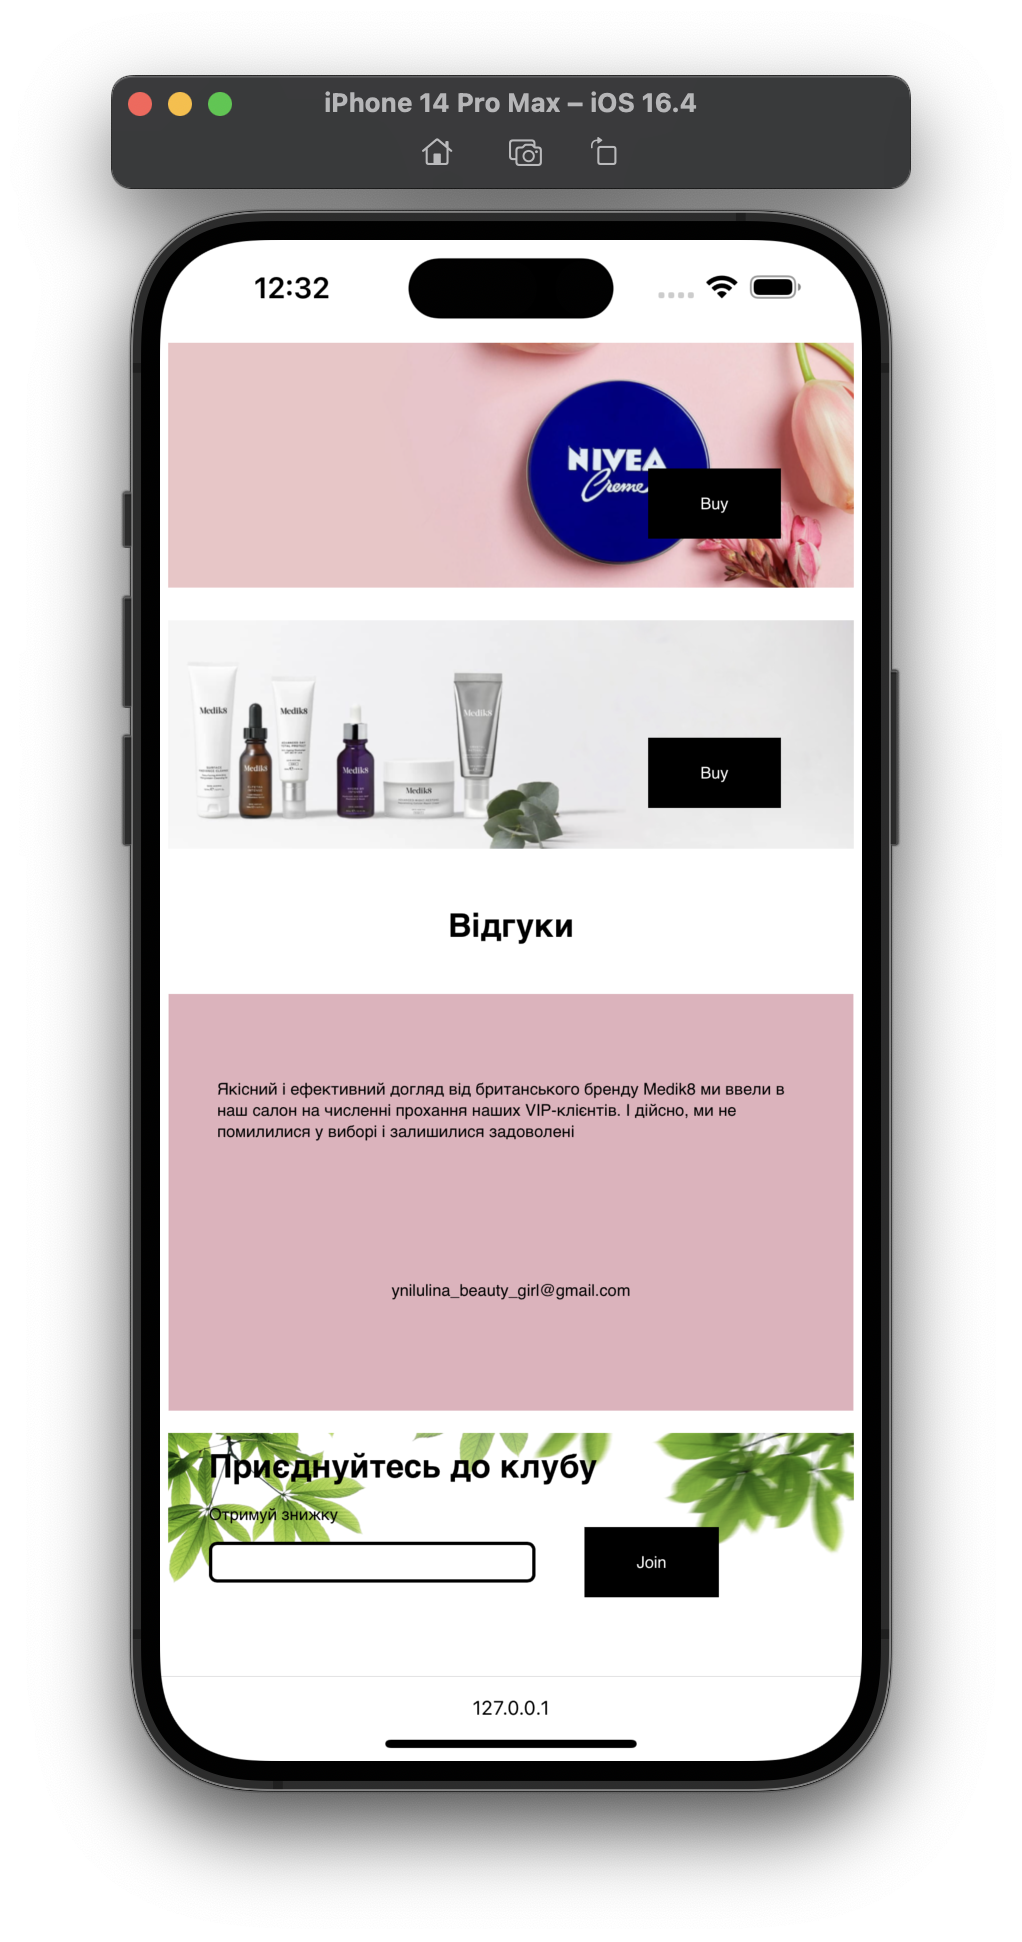 iPhone 14 Pro Max – iOS 16.4
12:32
NIVEA
Creme
Buy
Medik8
Medik8
Medik8
Medik8
Medik8
Medik8
Buy
Відгуки
Якісний і ефективний догляд від британського бренду Medik8 ми ввели в
наш салон на численні прохання наших VIP-клієнтів. І дійсно, ми не
помилилися у виборі і залишилися задоволені
ynilulina_beauty_girl@gmail.com
Приєднуйтесь до клубу
Отримуй знижку
Join
127.0.0.1